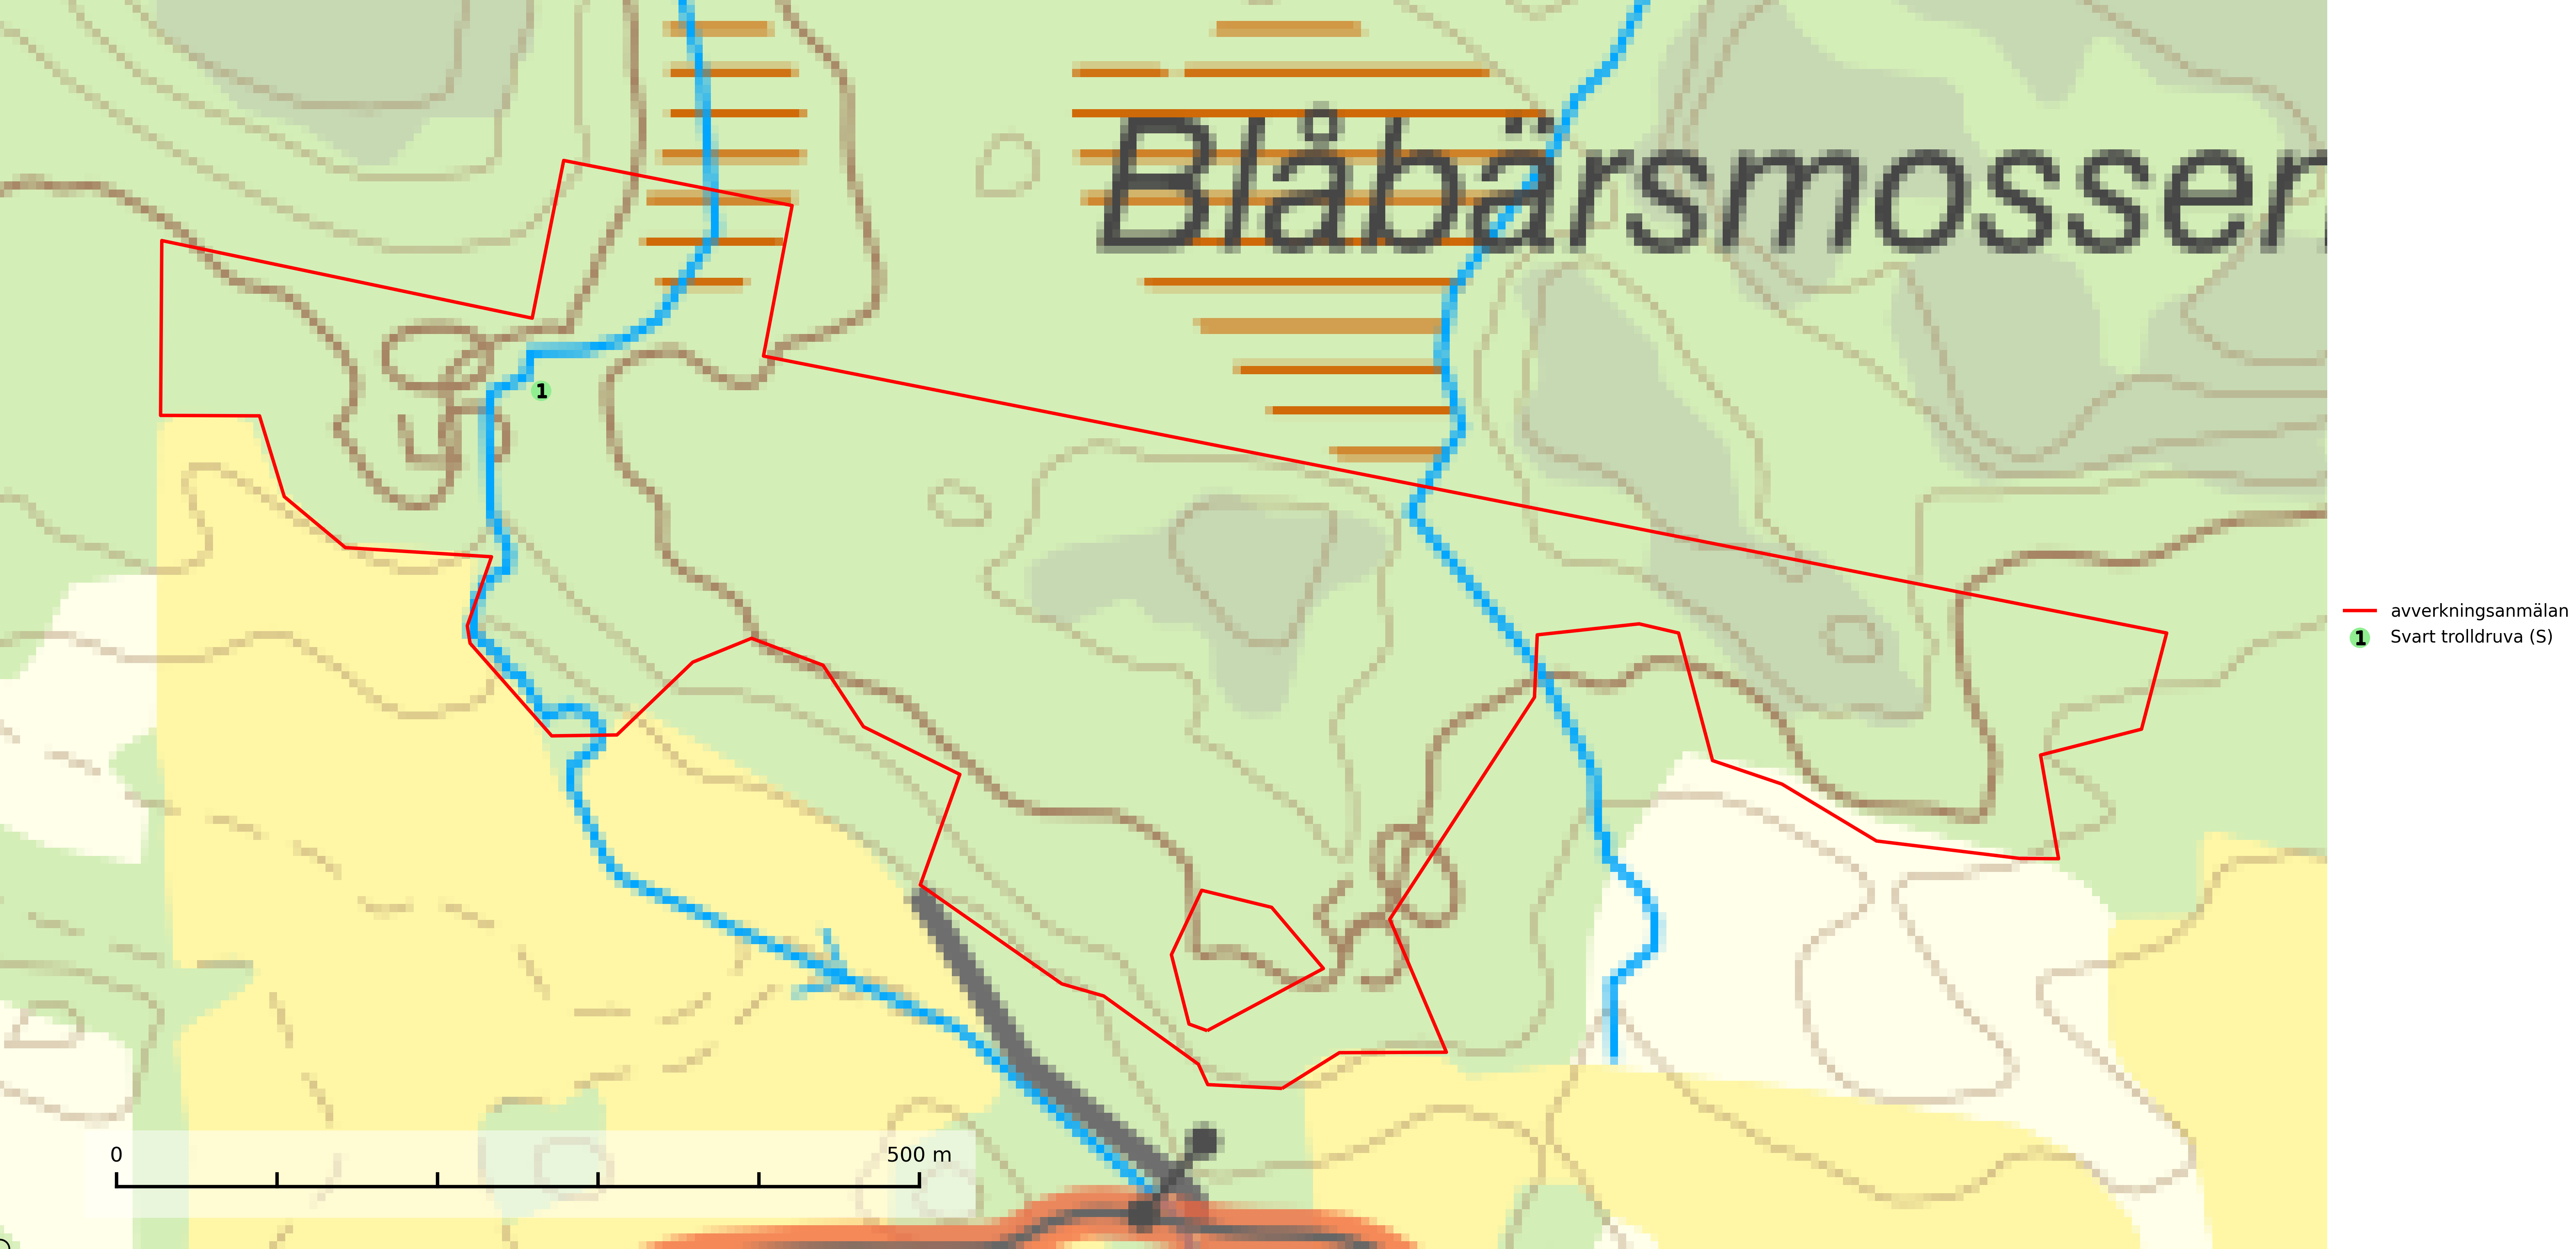 Blåbärsmossen
1
avverkningsanmälan
1 Svart trolldruva (S)
0 500 m